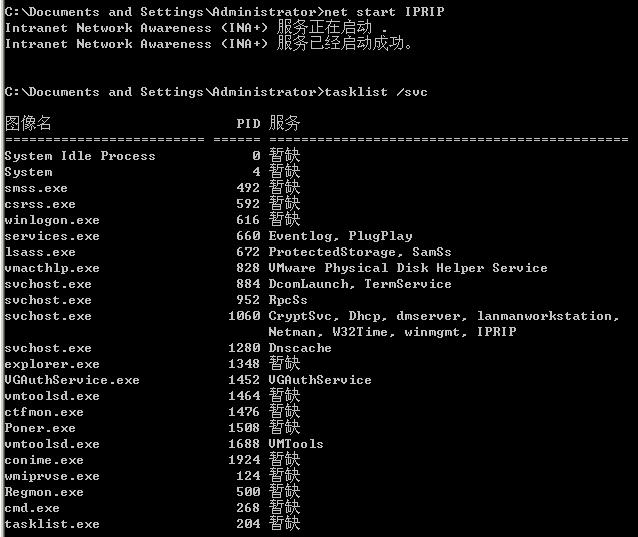 C:\Documents and Settings\Administrator>net start IPRIP
Intranet Network Awareness (INA+) 服务正在启动 .
Intranet Network Awareness (INA+) 服务已经启动成功。
C:\Documents and Settings\Administrator>tasklist /svc
图像名 PID 服务
========================= ====== =============================================
System Idle Process 0 暂缺
System 4 暂缺
smss.exe 492 暂缺
csrss.exe 592 暂缺
winlogon.exe 616 暂缺
services.exe 660 Eventlog, PlugPlay
lsass.exe 672 ProtectedStorage, SamSs
vmacthlp.exe 828 VMware Physical Disk Helper Service
svchost.exe 884 DcomLaunch, TermService
svchost.exe 952 RpcSs
svchost.exe 1060 CryptSvc, Dhcp, dmserver, lanmanworkstation,
Netman, W32Time, winmgmt, IPRIP
svchost.exe 1280 Dnscache
explorer.exe 1348 暂缺
VGAuthService.exe 1452 VGAuthService
vmtoolsd.exe 1464 暂缺
ctfmon.exe 1476 暂缺
Poner.exe 1508 暂缺
vmtoolsd.exe 1688 VMTools
conime.exe 1924 暂缺
wmiprvse.exe 124 暂缺
Regmon.exe 500 暂缺
cmd.exe 268 暂缺
tasklist.exe 204 暂缺